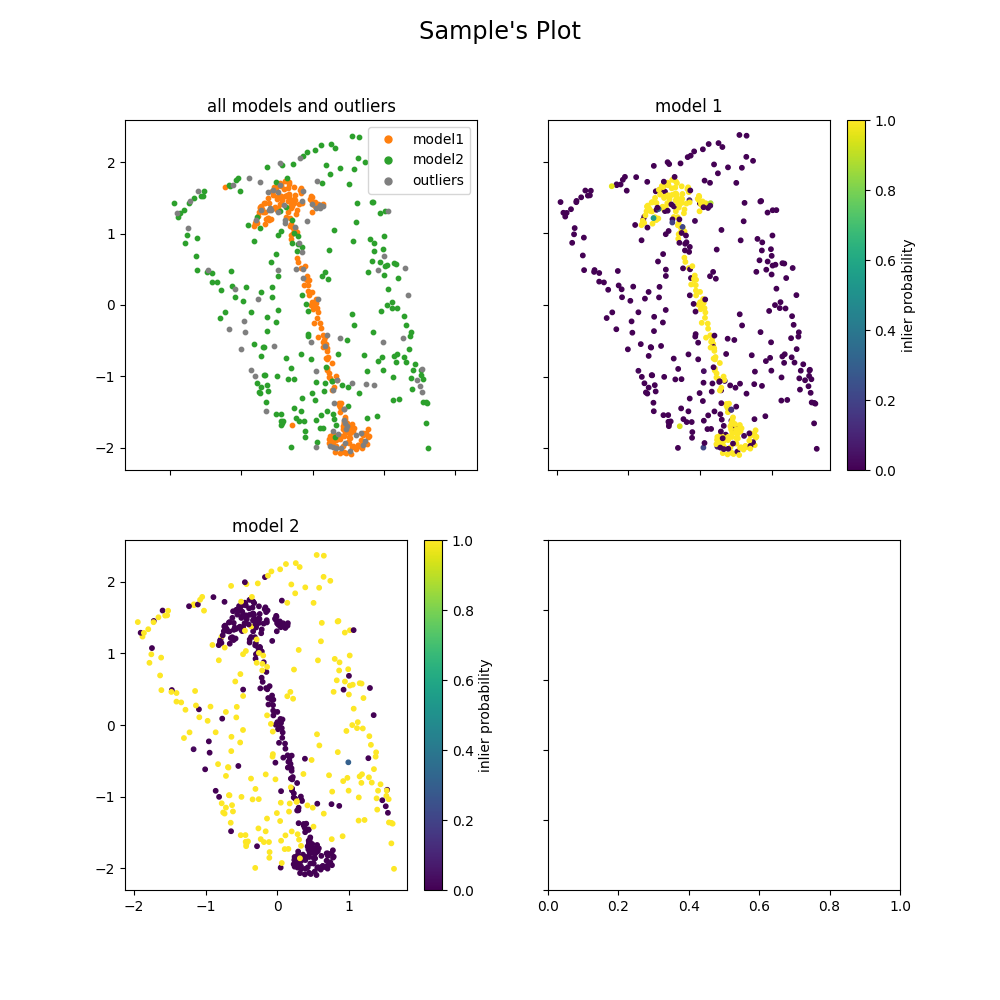 Sample's Plot
all models and outliers
model1
model2
outliers
2
1
0
−1
−2
model 1
1.0
0.8
0.6
0.4
0.2
0.0
inlier probability
model 2
2
1
0
−1
−2
−2 −1 0 1
1.0
0.8
0.6
0.4
0.2
0.0
inlier probability
0.0 0.2 0.4 0.6 0.8 1.0